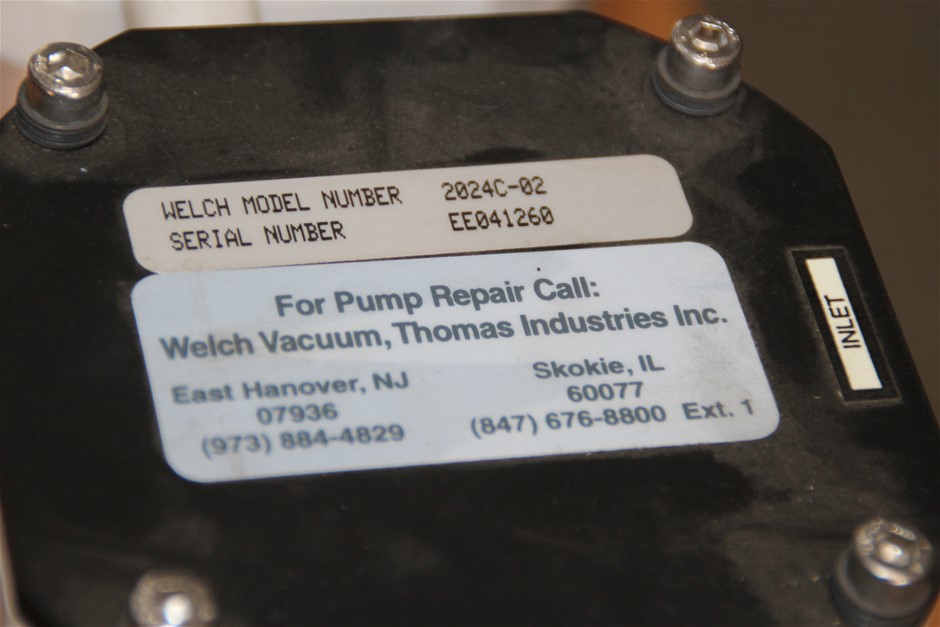 WELCH MODEL NUMBER 2024C-02
SERIAL NUMBER EE041260
For Pump Repair Call:
Welch Vacuum, Thomas Industries Inc.
East Hanover, NJ
07936
(973) 884-4829
Skokie, IL
60077
(847) 676-8800 Ext. 1
INLET